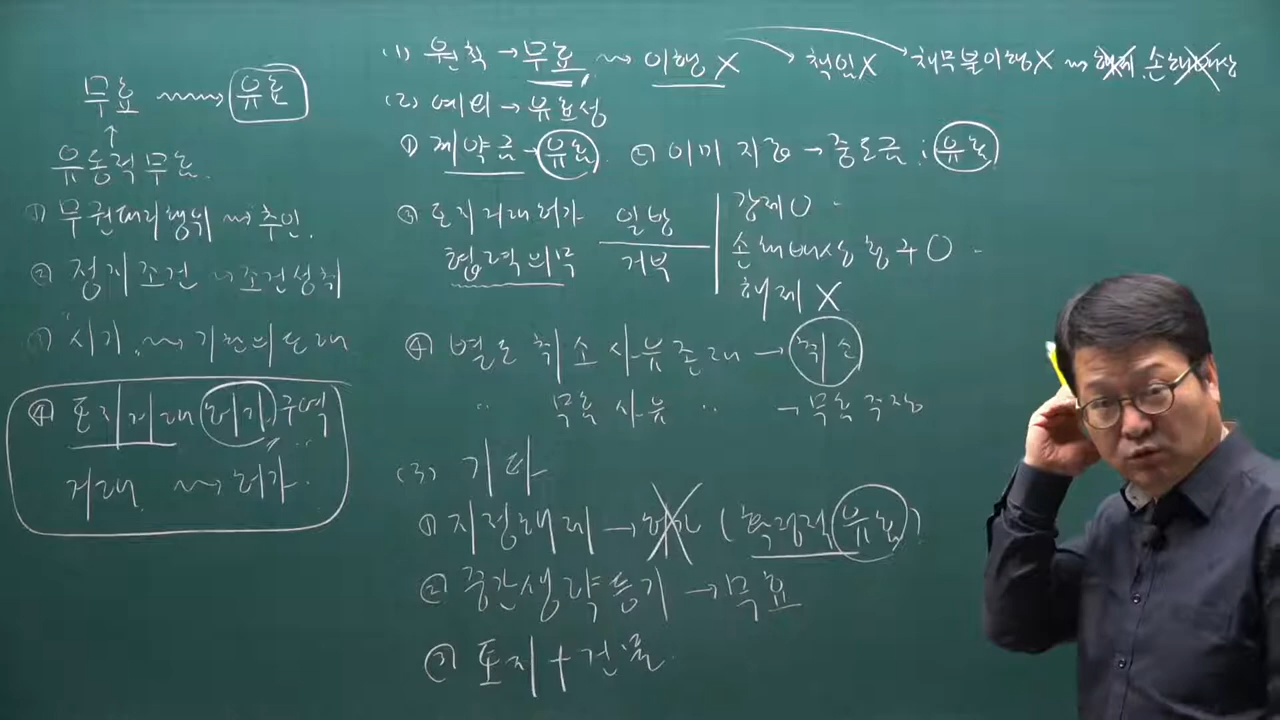 무효 → 유효
↑
유동적 무효.
① 무권대리행위 → 추인.
② 정지조건 → 조건성취
③ 시기 → 기한의 도래
④ 토지거래 허가 구역
거래 → 허가.
(1) 원칙 → 무효 → 이행 X → 책임 X → 채무불이행 X → 해제, 손해배상
(2) 예외 → 유효성
① 계약금 → 유효. ② 이미 지급 → 중도금 ; 유효
③ 토지거래허가 일방 강제 O
협력의무 거부 손해배상 청구 O
해제 X
④ 별도 취소 사유 존재 → 취소
〃 무효 사유 〃 → 무효 주장
(3) 기타
① 지정해제 → 허가 (확정적 유효)
② 중간생략등기 → 무효
③ 토지 + 건물.